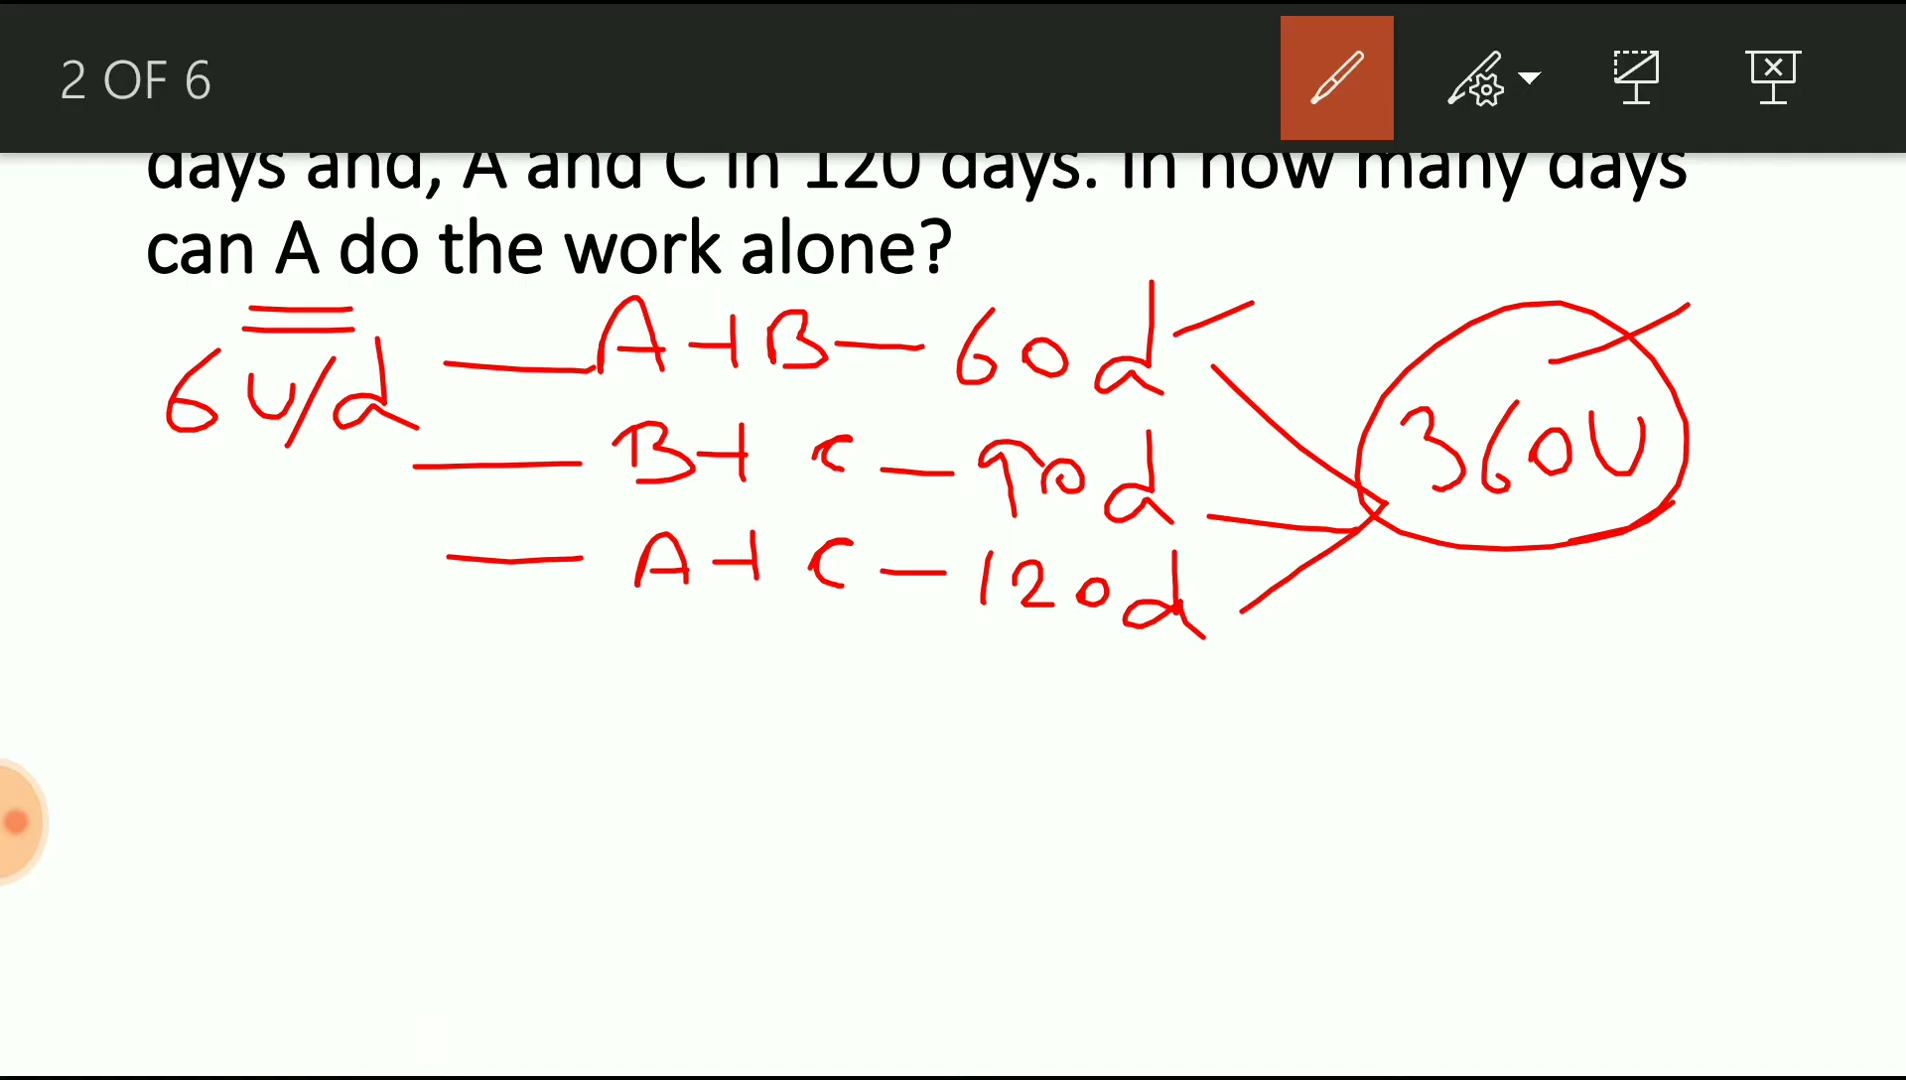 2 OF 6
days and, A and C in 120 days. In how many days
can A do the work alone?
6U/d — A+B — 60d
— B+C — 90d
— A+C — 120d
360U